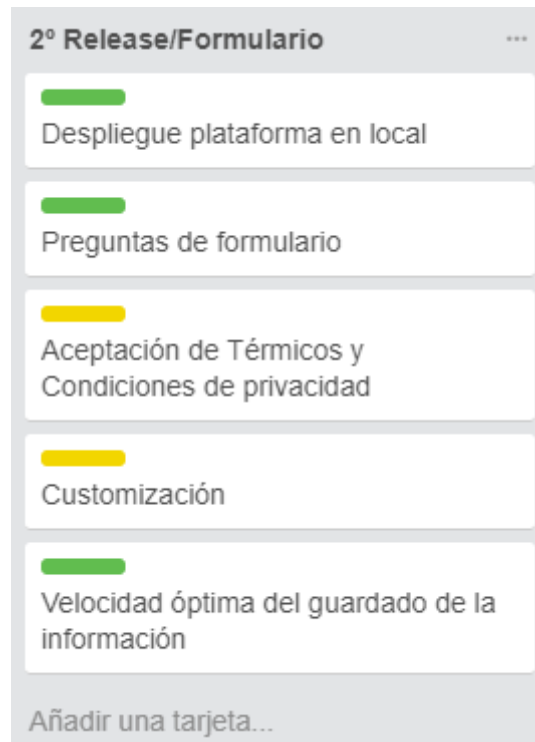 2º Release/Formulario
Despliegue plataforma en local
Preguntas de formulario
Aceptación de Térmicos y
Condiciones de privacidad
Customización
Velocidad óptima del guardado de la
información
Añadir una tarjeta...